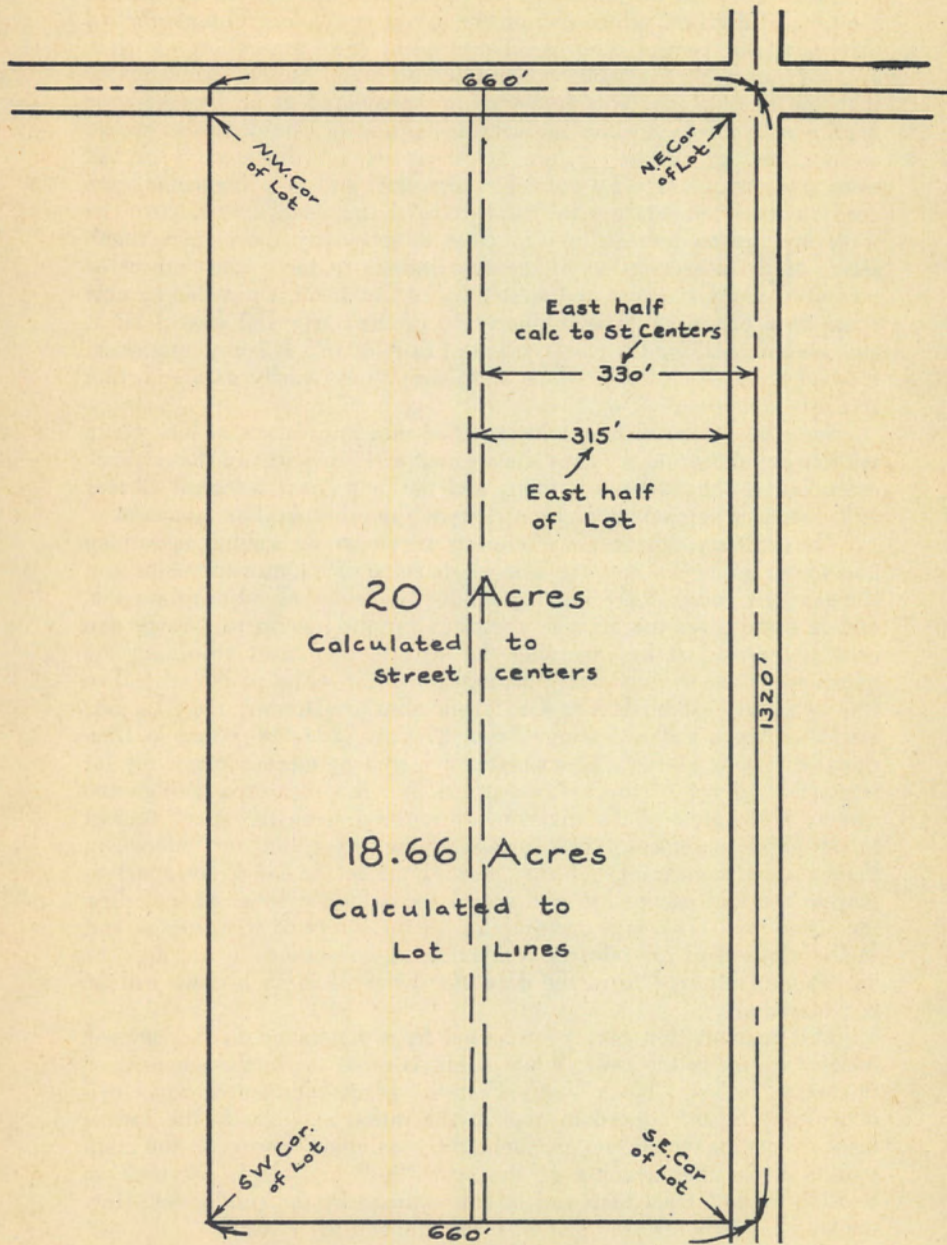 660'
N.W. Cor
of Lot
N.E. Cor
of Lot
East half
calc to St Centers
330'
315'
East half
of Lot
20 Acres
Calculated to
street centers
1320'
18.66 Acres
Calculated to
Lot Lines
SW Cor.
of Lot
S.E. Cor
of Lot
660'